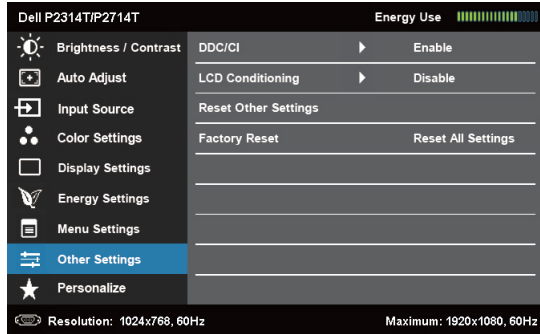 Dell P2314T/P2714T Energy Use
Brightness / Contrast DDC/CI Enable
Auto Adjust LCD Conditioning Disable
Input Source Reset Other Settings
Color Settings Factory Reset Reset All Settings
Display Settings
Energy Settings
Menu Settings
Other Settings
Personalize
Resolution: 1024x768, 60Hz Maximum: 1920x1080, 60Hz